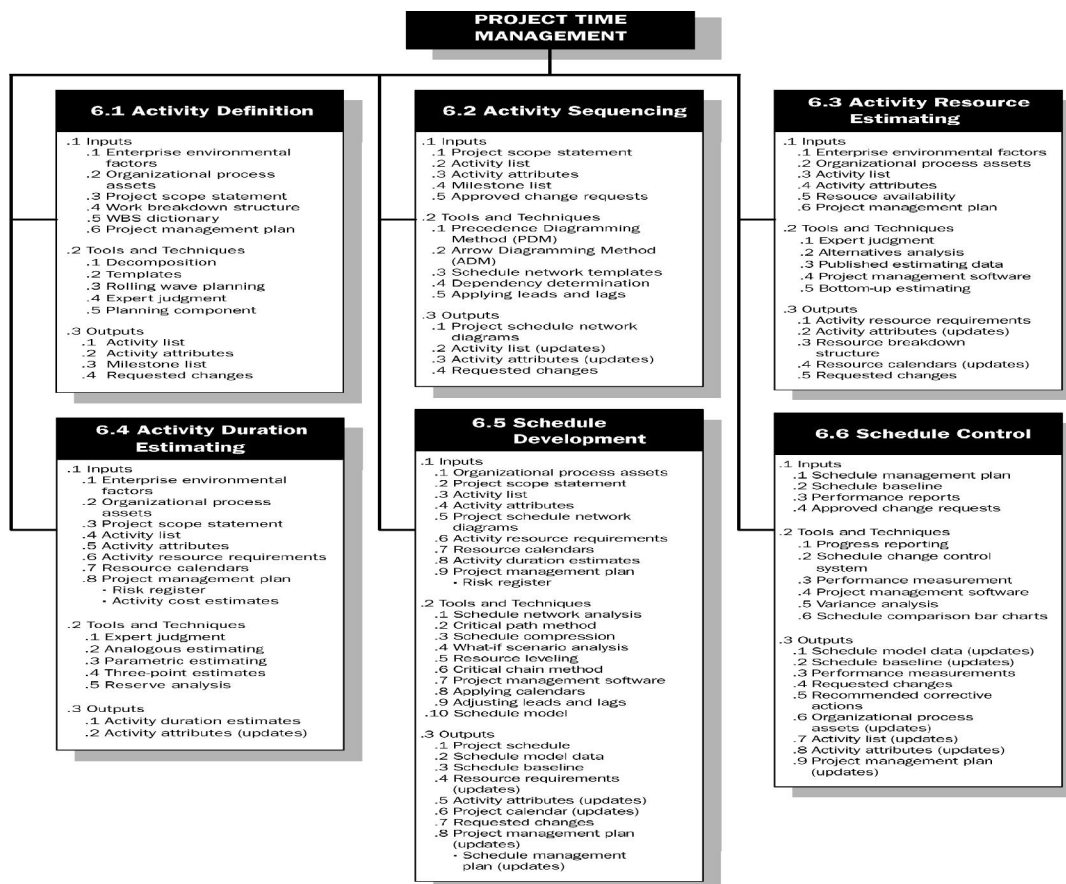 PROJECT TIME
MANAGEMENT
6.1 Activity Definition
.1 Inputs
.1 Enterprise environmental
factors
.2 Organizational process
assets
.3 Project scope statement
.4 Work breakdown structure
.5 WBS dictionary
.6 Project management plan
.2 Tools and Techniques
.1 Decomposition
.2 Templates
.3 Rolling wave planning
.4 Expert judgment
.5 Planning component
.3 Outputs
.1 Activity list
.2 Activity attributes
.3 Milestone list
.4 Requested changes
6.2 Activity Sequencing
.1 Inputs
.1 Project scope statement
.2 Activity list
.3 Activity attributes
.4 Milestone list
.5 Approved change requests
.2 Tools and Techniques
.1 Precedence Diagramming
Method (PDM)
.2 Arrow Diagramming Method
(ADM)
.3 Schedule network templates
.4 Dependency determination
.5 Applying leads and lags
.3 Outputs
.1 Project schedule network
diagrams
.2 Activity list (updates)
.3 Activity attributes (updates)
.4 Requested changes
6.3 Activity Resource
Estimating
.1 Inputs
.1 Enterprise environmental factors
.2 Organizational process assets
.3 Activity list
.4 Activity attributes
.5 Resouce availability
.6 Project management plan
.2 Tools and Techniques
.1 Expert judgment
.2 Alternatives analysis
.3 Published estimating data
.4 Project management software
.5 Bottom-up estimating
.3 Outputs
.1 Activity resource requirements
.2 Activity attributes (updates)
.3 Resource breakdown
structure
.4 Resource calendars (updates)
.5 Requested changes
6.4 Activity Duration
Estimating
.1 Inputs
.1 Enterprise environmental
factors
.2 Organizational process
assets
.3 Project scope statement
.4 Activity list
.5 Activity attributes
.6 Activity resource requirements
.7 Resource calendars
.8 Project management plan
• Risk register
• Activity cost estimates
.2 Tools and Techniques
.1 Expert judgment
.2 Analogous estimating
.3 Parametric estimating
.4 Three-point estimates
.5 Reserve analysis
.3 Outputs
.1 Activity duration estimates
.2 Activity attributes (updates)
6.5 Schedule
Development
.1 Inputs
.1 Organizational process assets
.2 Project scope statement
.3 Activity list
.4 Activity attributes
.5 Project schedule network
diagrams
.6 Activity resource requirements
.7 Resource calendars
.8 Activity duration estimates
.9 Project management plan
• Risk register
.2 Tools and Techniques
.1 Schedule network analysis
.2 Critical path method
.3 Schedule compression
.4 What-if scenario analysis
.5 Resource leveling
.6 Critical chain method
.7 Project management software
.8 Applying calendars
.9 Adjusting leads and lags
.10 Schedule model
.3 Outputs
.1 Project schedule
.2 Schedule model data
.3 Schedule baseline
.4 Resource requirements
(updates)
.5 Activity attributes (updates)
.6 Project calendar (updates)
.7 Requested changes
.8 Project management plan
(updates)
• Schedule management
plan (updates)
6.6 Schedule Control
.1 Inputs
.1 Schedule management plan
.2 Schedule baseline
.3 Performance reports
.4 Approved change requests
.2 Tools and Techniques
.1 Progress reporting
.2 Schedule change control
system
.3 Performance measurement
.4 Project management software
.5 Variance analysis
.6 Schedule comparison bar charts
.3 Outputs
.1 Schedule model data (updates)
.2 Schedule baseline (updates)
.3 Performance measurements
.4 Requested changes
.5 Recommended corrective
actions
.6 Organizational process
assets (updates)
.7 Activity list (updates)
.8 Activity attributes (updates)
.9 Project management plan
(updates)